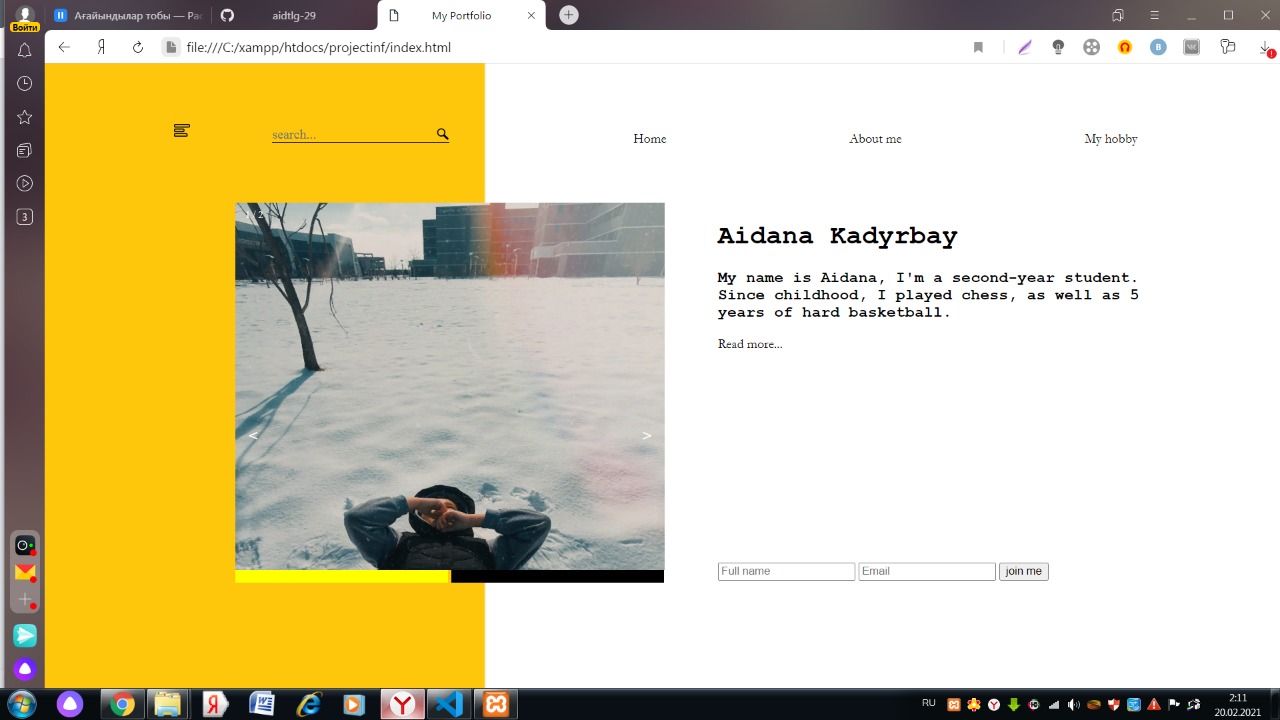 Войти
Ағайындылар тобы — Рас
aidtlg-29
My Portfolio
file:///C:/xampp/htdocs/projectinf/index.html
3
search...
Home
About me
My hobby
1 / 2
Aidana Kadyrbay
My name is Aidana, I'm a second-year student.
Since childhood, I played chess, as well as 5
years of hard basketball.
Read more...
<
>
Full name
Email
join me
RU
2:11
20.02.2021